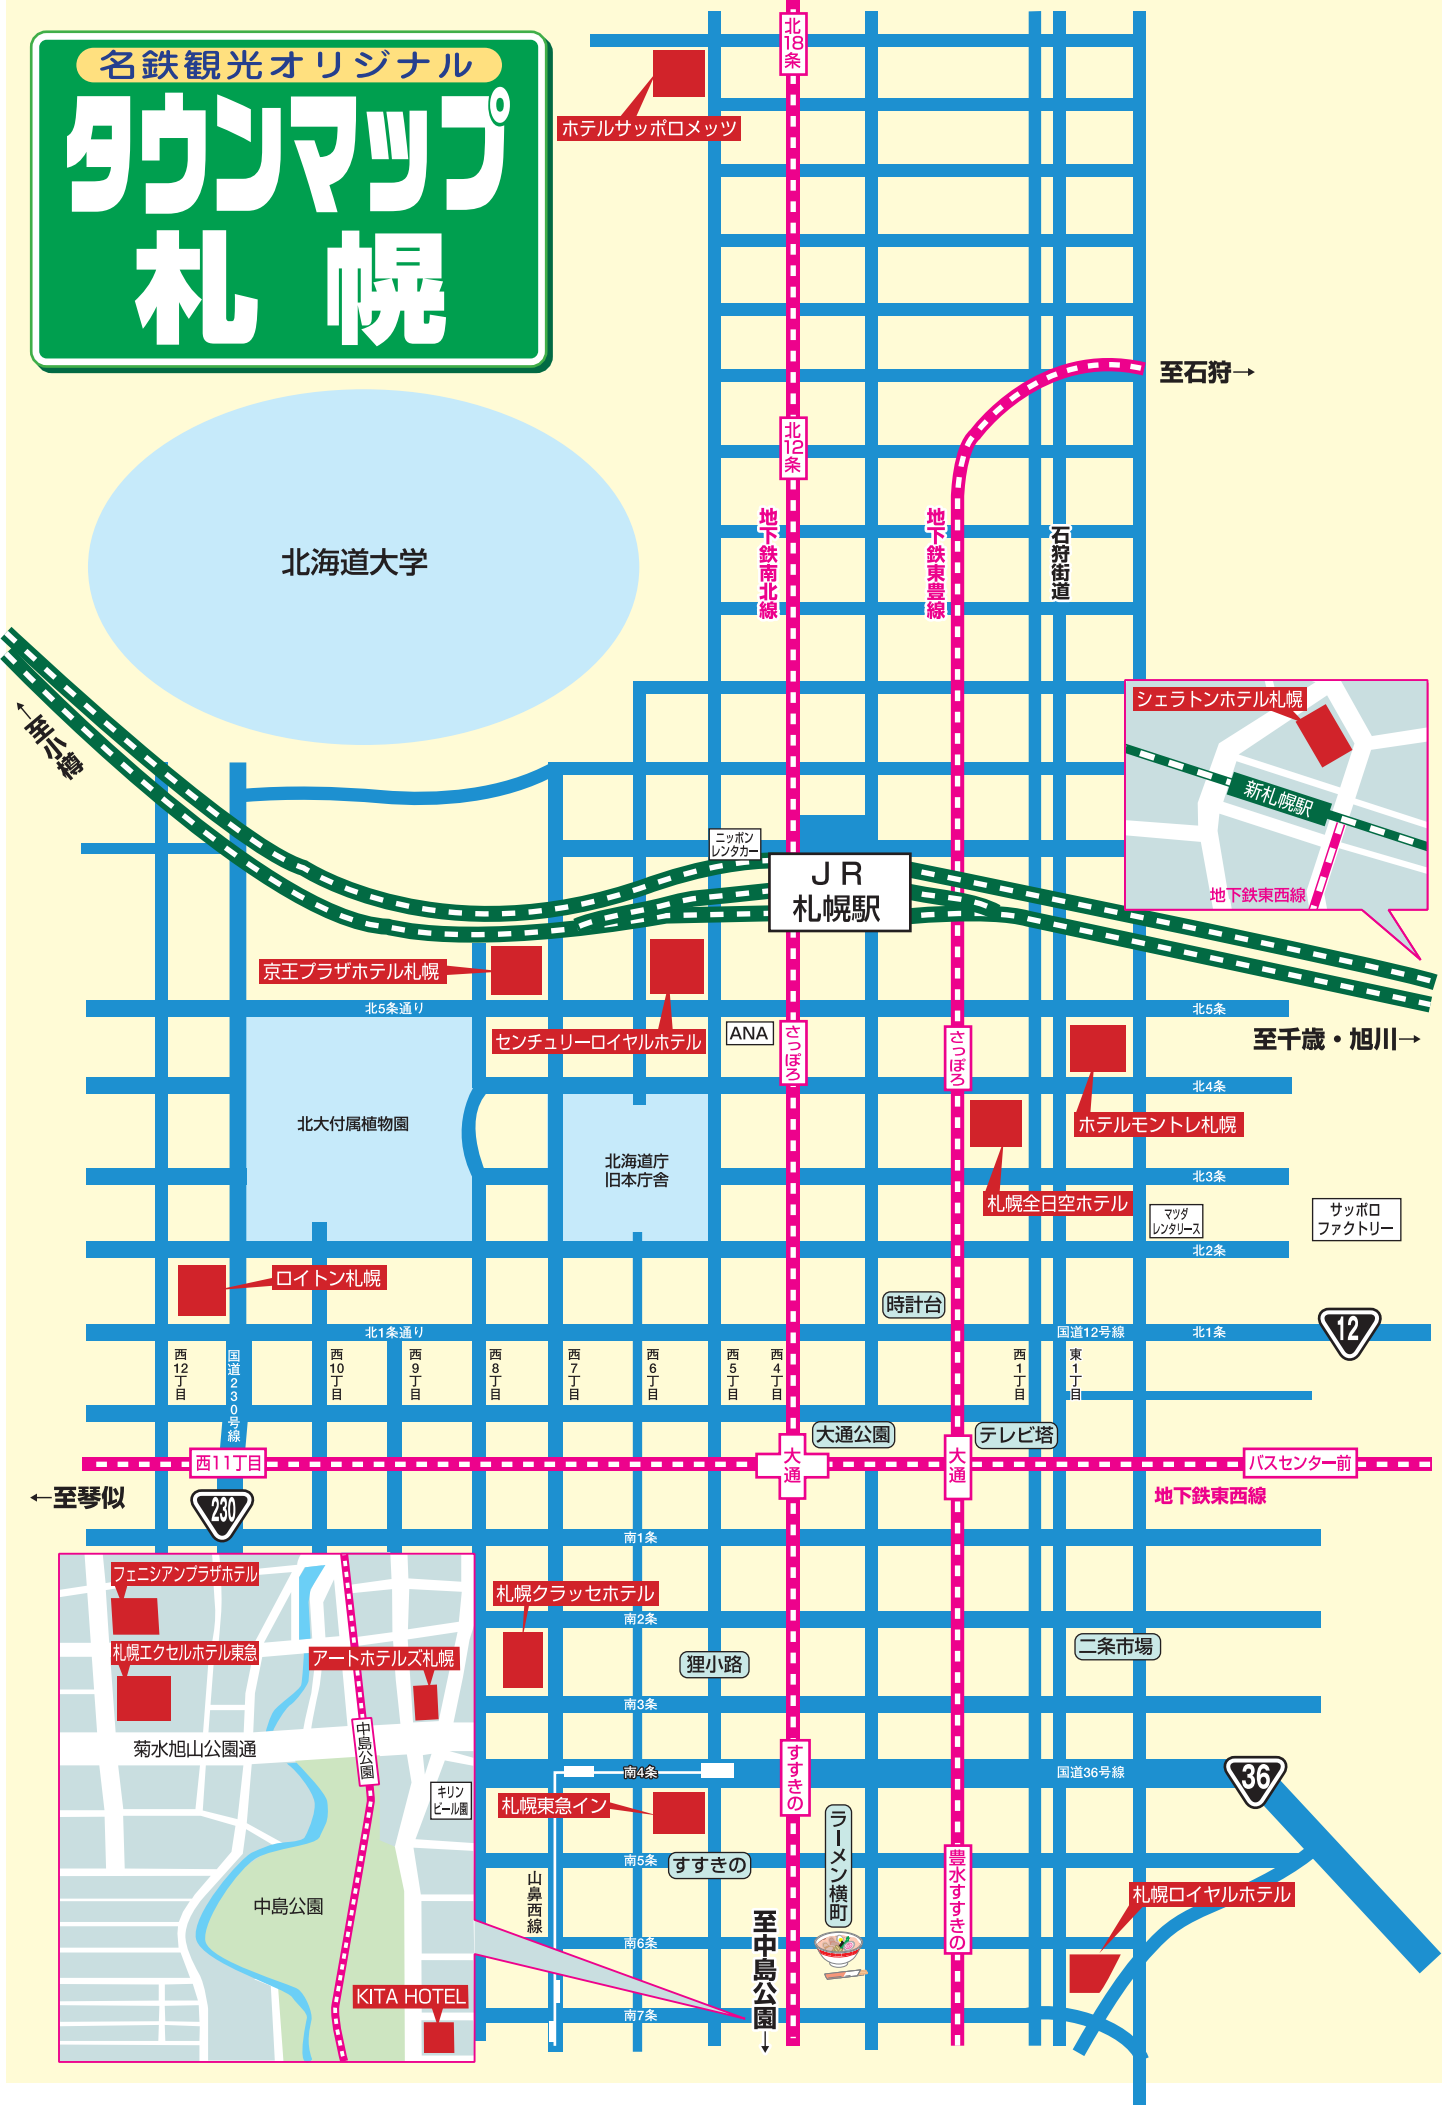 名鉄観光オリジナル
タウンマップ
札幌
北18条
ホテルサッポロメッツ
至石狩→
北12条
地下鉄南北線
地下鉄東豊線
石狩街道
北海道大学
←至小樽
シェラトンホテル札幌
新札幌駅
地下鉄東西線
ニッポン
レンタカー
JR
札幌駅
京王プラザホテル札幌
北5条通り
北5条
センチュリーロイヤルホテル
ANA
さっぽろ
さっぽろ
至千歳・旭川→
北4条
ホテルモントレ札幌
北大付属植物園
北海道庁
旧本庁舎
北3条
札幌全日空ホテル
マツダ
レンタリース
サッポロ
ファクトリー
北2条
ロイトン札幌
時計台
北1条通り
国道12号線
北1条
12
西12丁目
国道230号線
西10丁目
西9丁目
西8丁目
西7丁目
西6丁目
西5丁目
西4丁目
西1丁目
東1丁目
大通公園
テレビ塔
西11丁目
大通
大通
バスセンター前
←至琴似
地下鉄東西線
230
南1条
フェニシアンプラザホテル
札幌クラッセホテル
南2条
札幌エクセルホテル東急
アートホテルズ札幌
狸小路
二条市場
南3条
菊水旭山公園通
中島公園
すすきの
南4条
国道36号線
36
キリン
ビール園
札幌東急イン
ラーメン横町
南5条
すすきの
豊水すすきの
山鼻西線
札幌ロイヤルホテル
中島公園
至中島公園→
南6条
KITA HOTEL
南7条